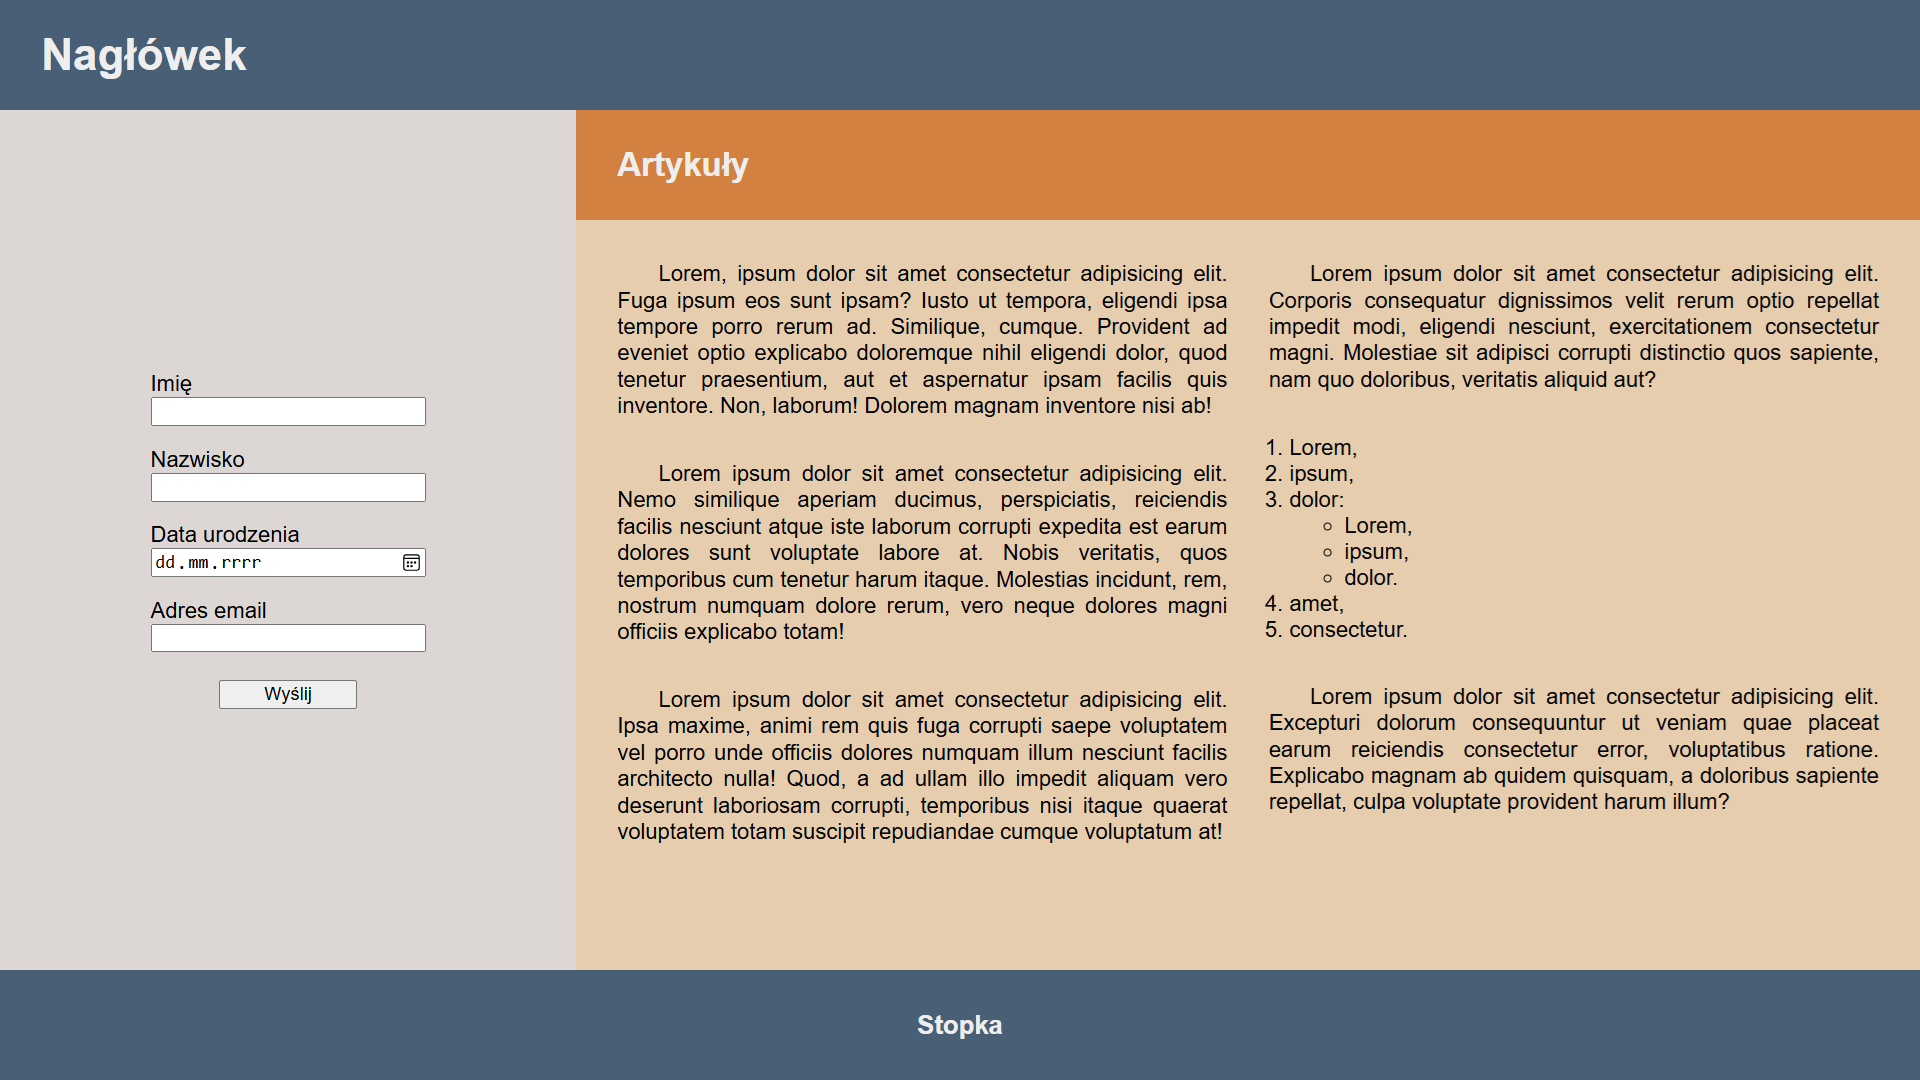 Nagłówek
Imię
Nazwisko
Data urodzenia
dd.mm.rrrr
Adres email
Wyślij
Artykuły
Lorem, ipsum dolor sit amet consectetur adipisicing elit.
Fuga ipsum eos sunt ipsam? Iusto ut tempora, eligendi ipsa
tempore porro rerum ad. Similique, cumque. Provident ad
eveniet optio explicabo doloremque nihil eligendi dolor, quod
tenetur praesentium, aut et aspernatur ipsam facilis quis
inventore. Non, laborum! Dolorem magnam inventore nisi ab!
Lorem ipsum dolor sit amet consectetur adipisicing elit.
Nemo similique aperiam ducimus, perspiciatis, reiciendis
facilis nesciunt atque iste laborum corrupti expedita est earum
dolores sunt voluptate labore at. Nobis veritatis, quos
temporibus cum tenetur harum itaque. Molestias incidunt, rem,
nostrum numquam dolore rerum, vero neque dolores magni
officiis explicabo totam!
Lorem ipsum dolor sit amet consectetur adipisicing elit.
Ipsa maxime, animi rem quis fuga corrupti saepe voluptatem
vel porro unde officiis dolores numquam illum nesciunt facilis
architecto nulla! Quod, a ad ullam illo impedit aliquam vero
deserunt laboriosam corrupti, temporibus nisi itaque quaerat
voluptatem totam suscipit repudiandae cumque voluptatum at!
Lorem ipsum dolor sit amet consectetur adipisicing elit.
Corporis consequatur dignissimos velit rerum optio repellat
impedit modi, eligendi nesciunt, exercitationem consectetur
magni. Molestiae sit adipisci corrupti distinctio quos sapiente,
nam quo doloribus, veritatis aliquid aut?
1. Lorem,
2. ipsum,
3. dolor:
◦ Lorem,
◦ ipsum,
◦ dolor.
4. amet,
5. consectetur.
Lorem ipsum dolor sit amet consectetur adipisicing elit.
Excepturi dolorum consequuntur ut veniam quae placeat
earum reiciendis consectetur error, voluptatibus ratione.
Explicabo magnam ab quidem quisquam, a doloribus sapiente
repellat, culpa voluptate provident harum illum?
Stopka